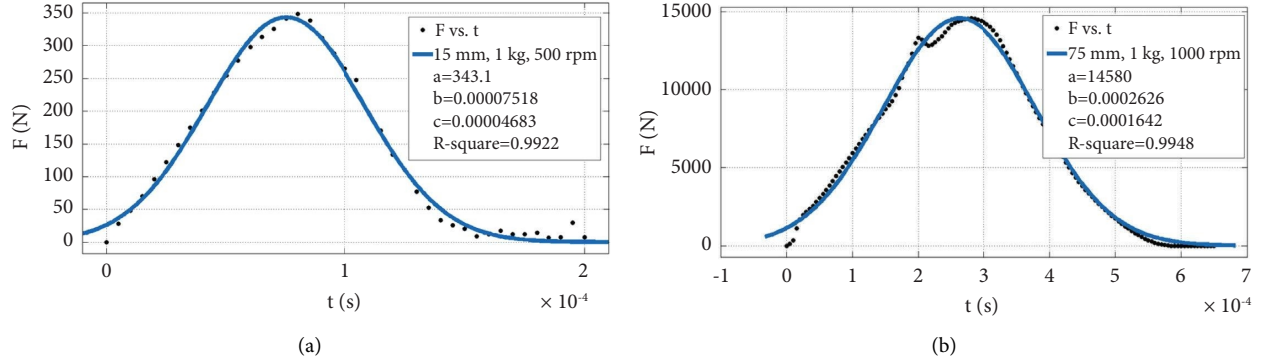 350
300
250
200
150
100
50
0
F (N)
F vs. t
15 mm, 1 kg, 500 rpm
a=343.1
b=0.00007518
c=0.00004683
R-square=0.9922
0
1
2
t (s)
× 10⁻⁴
(a)
15000
10000
5000
0
F (N)
F vs. t
75 mm, 1 kg, 1000 rpm
a=14580
b=0.0002626
c=0.0001642
R-square=0.9948
-1
0
1
2
3
4
5
6
7
t (s)
× 10⁻⁴
(b)